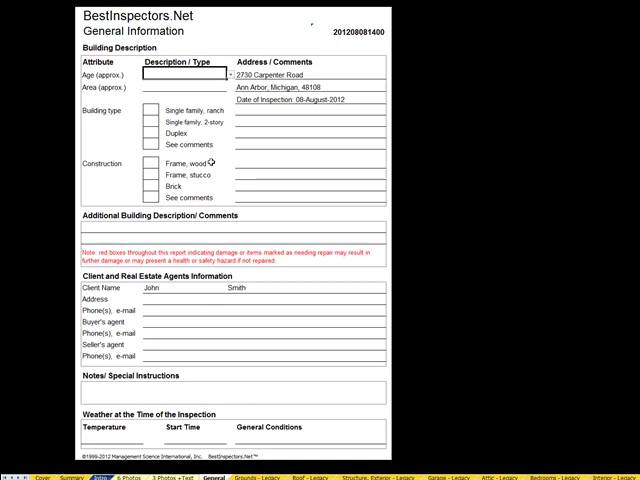 BestInspectors.Net
General Information
201208081400
Building Description
Attribute Description / Type Address / Comments
Age (approx.) 2730 Carpenter Road
Area (approx.) Ann Arbor, Michigan, 48108
Date of Inspection: 08-August-2012
Building type Single family, ranch
Single family, 2-story
Duplex
See comments
Construction Frame, wood
Frame, stucco
Brick
See comments
Additional Building Description/ Comments
Note: red boxes throughout this report indicating damage or items marked as needing repair may result in
further damage or may present a health or safety hazard if not repaired.
Client and Real Estate Agents Information
Client Name John Smith
Address
Phone(s), e-mail
Buyer's agent
Phone(s), e-mail
Seller's agent
Phone(s), e-mail
Notes/ Special Instructions
Weather at the Time of the Inspection
Temperature Start Time General Conditions
©1999-2012 Management Science International, Inc. BestInspectors.Net™
Cover Summary Intro 6 Photos 3 Photos +Text General Grounds - Legacy Roof - Legacy Structure, Exterior - Legacy Garage - Legacy Attic - Legacy Bedrooms - Legacy Interior - Legacy